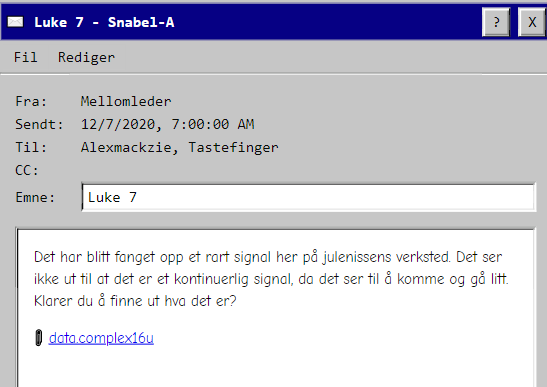 Luke 7 - Snabel-A
? X
Fil Rediger
Fra: Mellomleder
Sendt: 12/7/2020, 7:00:00 AM
Til: Alexmackzie, Tastefinger
CC:
Emne: Luke 7
Det har blitt fanget opp et rart signal her på julenissens verksted. Det ser
ikke ut til at det er et kontinuerlig signal, da det ser til å komme og gå litt.
Klarer du å finne ut hva det er?
data.complex16u